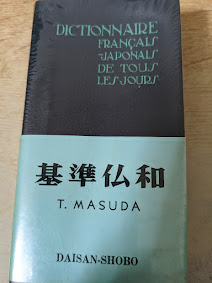 DICTIONNAIRE
FRANÇAIS
-JAPONAIS
DE TOUS
LES JOURS
基準仏和
T. MASUDA
DAISAN-SHOBO